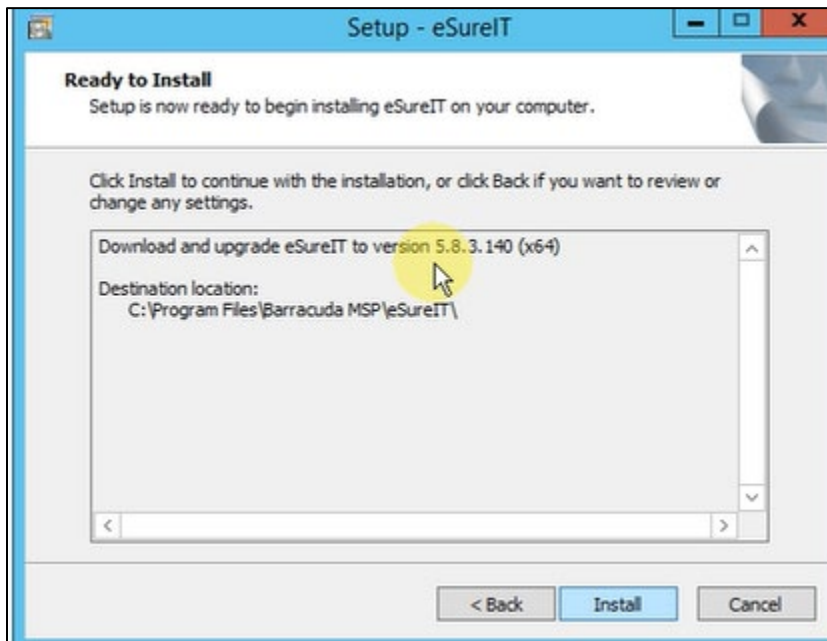 Setup - eSureIT
Ready to Install
Setup is now ready to begin installing eSureIT on your computer.
Click Install to continue with the installation, or click Back if you want to review or
change any settings.
Download and upgrade eSureIT to version 5.8.3.140 (x64)
Destination location:
C:\Program Files\Barracuda MSP\eSureIT\
< Back
Install
Cancel